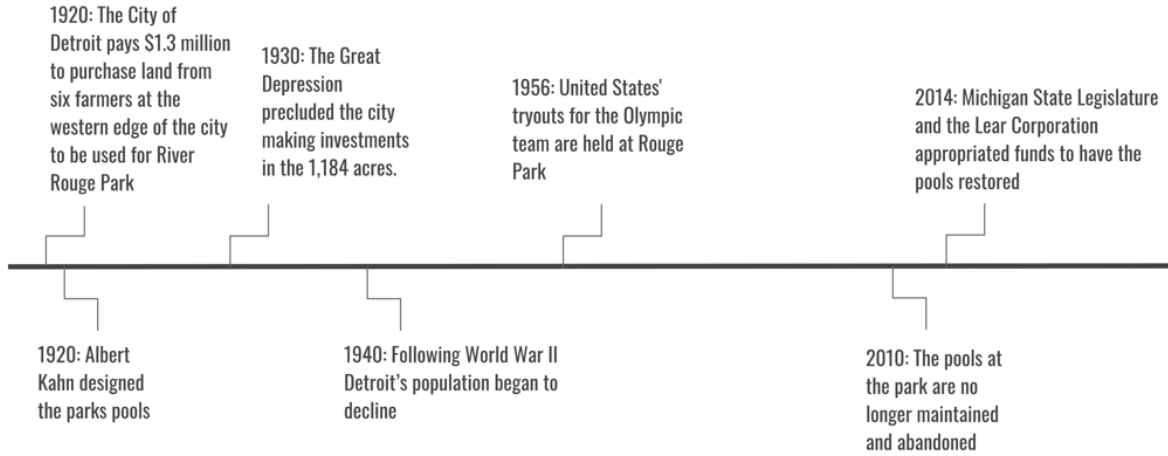 1920: The City of
Detroit pays $1.3 million
to purchase land from
six farmers at the
western edge of the city
to be used for River
Rouge Park
1930: The Great
Depression
precluded the city
making investments
in the 1,184 acres.
1956: United States'
tryouts for the Olympic
team are held at Rouge
Park
2014: Michigan State Legislature
and the Lear Corporation
appropriated funds to have the
pools restored
1920: Albert
Kahn designed
the parks pools
1940: Following World War II
Detroit’s population began to
decline
2010: The pools at
the park are no
longer maintained
and abandoned